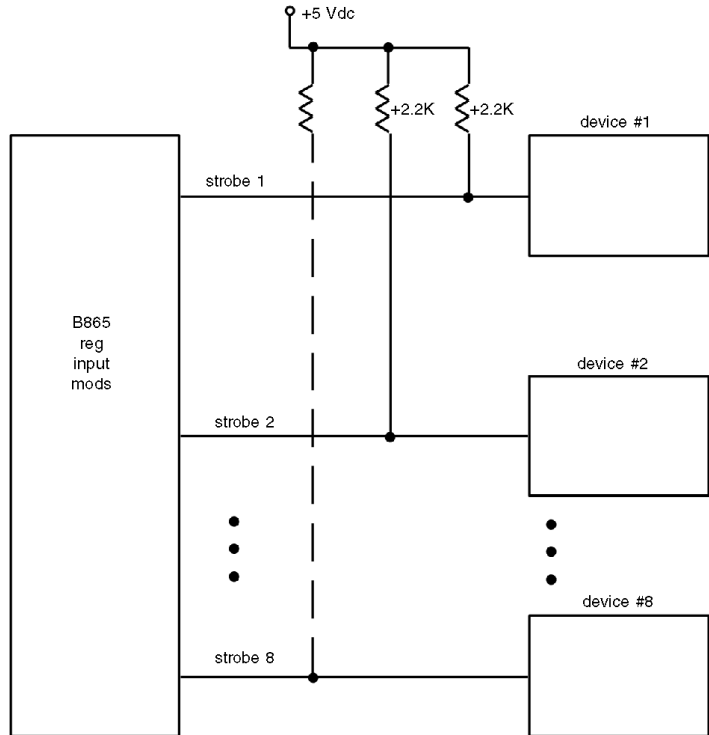 +5 Vdc
+2.2K
+2.2K
device #1
strobe 1
B865
reg
input
mods
device #2
strobe 2
device #8
strobe 8